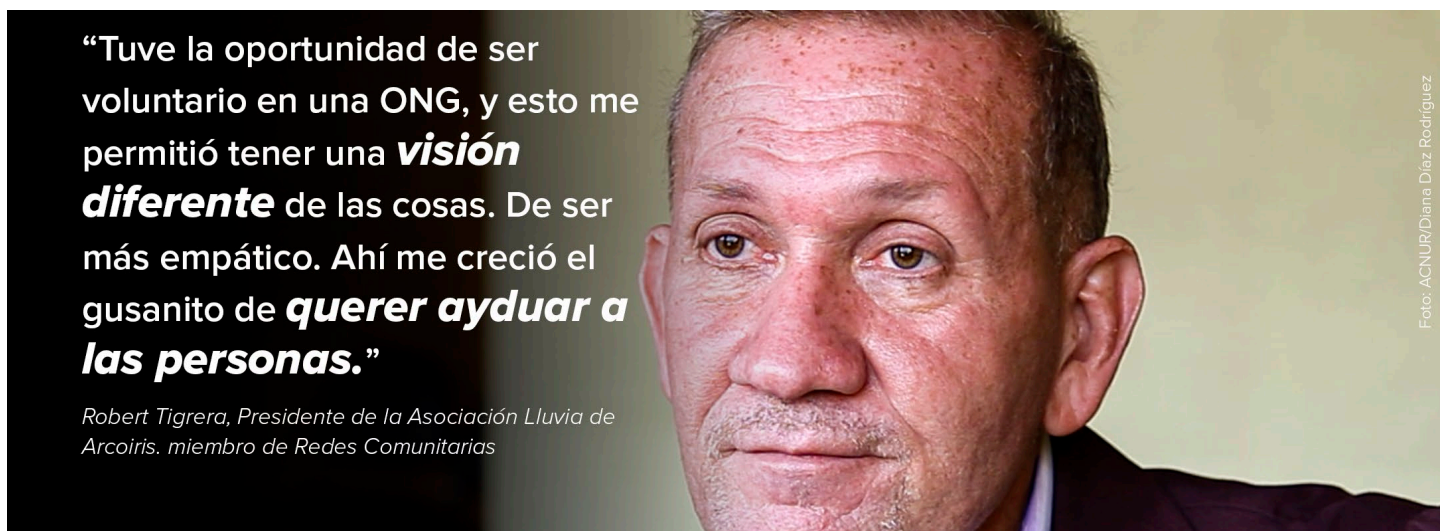 “Tuve la oportunidad de ser
voluntario en una ONG, y esto me
permitió tener una visión
diferente de las cosas. De ser
más empático. Ahí me creció el
gusanito de querer ayduar a
las personas.”
Robert Tigrera, Presidente de la Asociación Lluvia de
Arcoiris. miembro de Redes Comunitarias
Foto: ACNUR/Diana Díaz Rodríguez